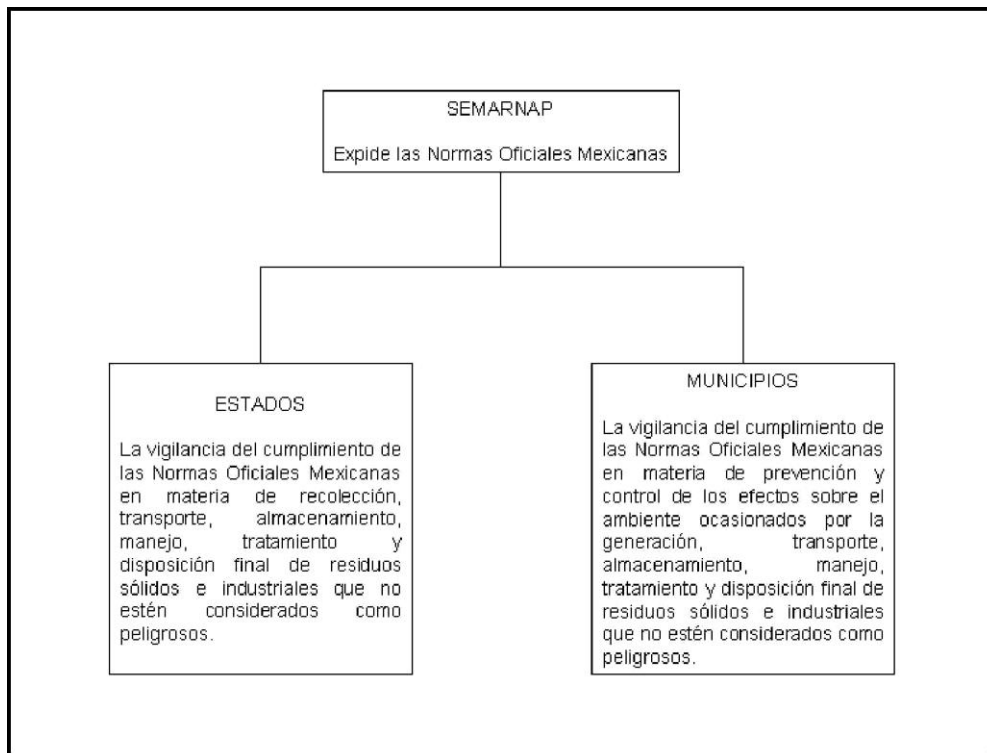 SEMARNAP
Expide las Normas Oficiales Mexicanas
ESTADOS
La vigilancia del cumplimiento de
las Normas Oficiales Mexicanas
en materia de recolección,
transporte, almacenamiento,
manejo, tratamiento y
disposición final de residuos
sólidos e industriales que no
estén considerados como
peligrosos.
MUNICIPIOS
La vigilancia del cumplimiento de
las Normas Oficiales Mexicanas
en materia de prevención y
control de los efectos sobre el
ambiente ocasionados por la
generación, transporte,
almacenamiento, manejo,
tratamiento y disposición final de
residuos sólidos e industriales
que no estén considerados como
peligrosos.